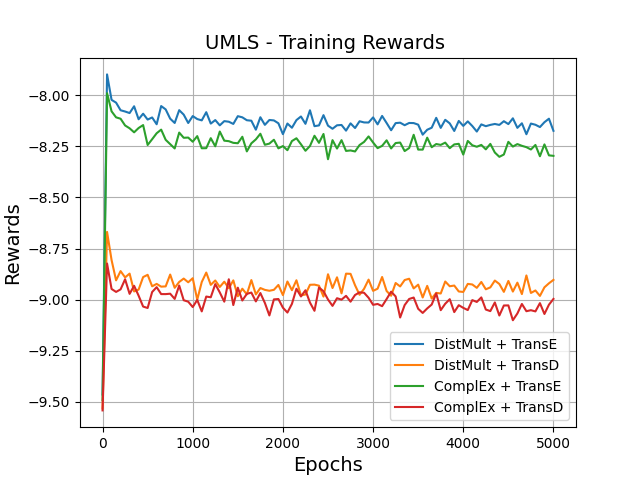 UMLS - Training Rewards
Rewards
−8.00
−8.25
−8.50
−8.75
−9.00
−9.25
−9.50
0
1000
2000
3000
4000
5000
Epochs
DistMult + TransE
DistMult + TransD
ComplEx + TransE
ComplEx + TransD